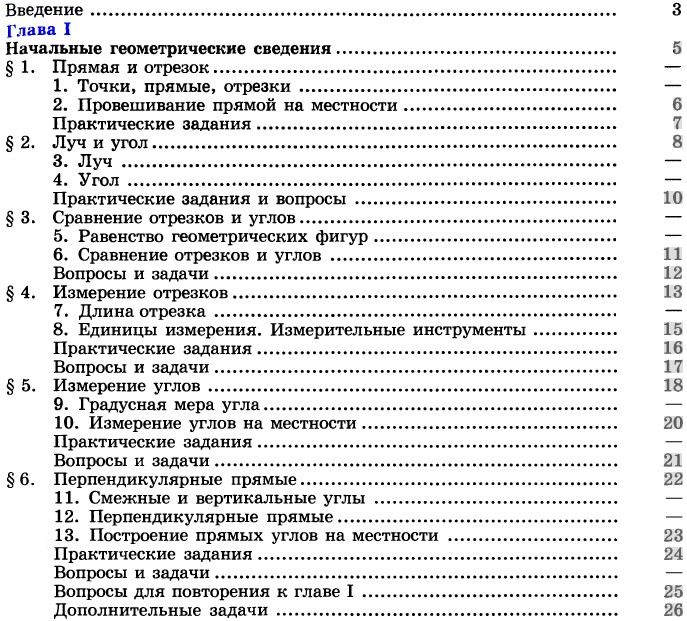 Введение ........ 3
Глава I
Начальные геометрические сведения ........ 5
§ 1. Прямая и отрезок ........ —
1. Точки, прямые, отрезки ........ —
2. Провешивание прямой на местности ........ 6
Практические задания ........ 7
§ 2. Луч и угол ........ 8
3. Луч ........ —
4. Угол ........ —
Практические задания и вопросы ........ 10
§ 3. Сравнение отрезков и углов ........ —
5. Равенство геометрических фигур ........ —
6. Сравнение отрезков и углов ........ 11
Вопросы и задачи ........ 12
§ 4. Измерение отрезков ........ 13
7. Длина отрезка ........ —
8. Единицы измерения. Измерительные инструменты ........ 15
Практические задания ........ 16
Вопросы и задачи ........ 17
§ 5. Измерение углов ........ 18
9. Градусная мера угла ........ —
10. Измерение углов на местности ........ 20
Практические задания ........ —
Вопросы и задачи ........ 21
§ 6. Перпендикулярные прямые ........ 22
11. Смежные и вертикальные углы ........ —
12. Перпендикулярные прямые ........ —
13. Построение прямых углов на местности ........ 23
Практические задания ........ 24
Вопросы и задачи ........ —
Вопросы для повторения к главе I ........ 25
Дополнительные задачи ........ 26